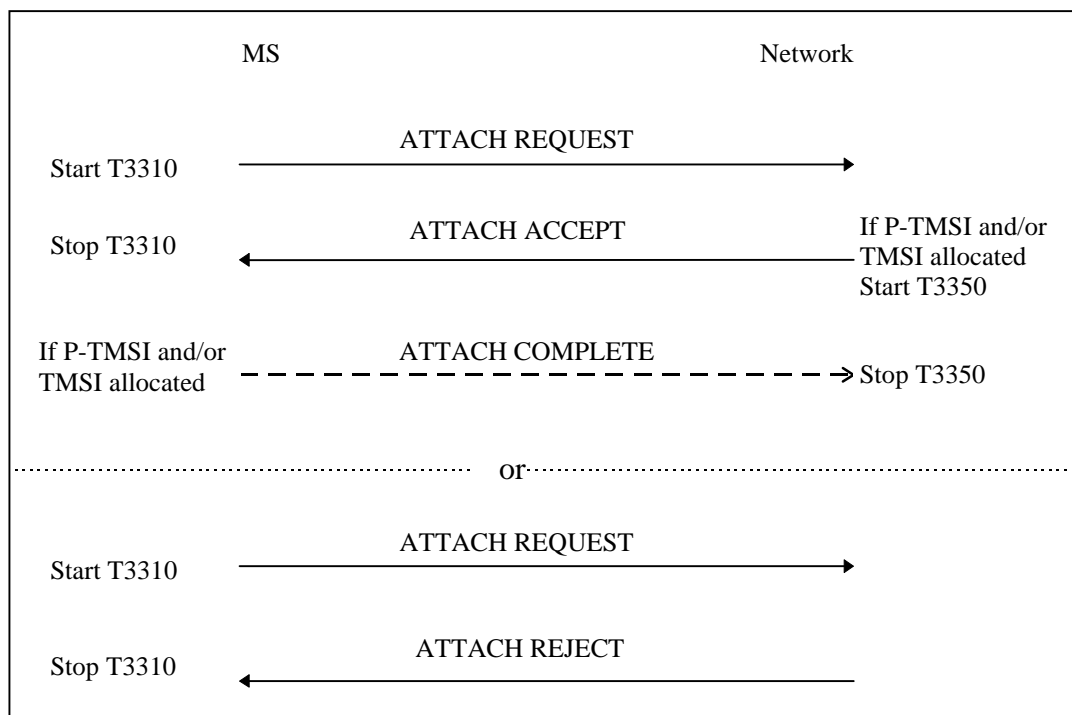 MS
Network
ATTACH REQUEST
Start T3310
ATTACH ACCEPT
Stop T3310
If P-TMSI and/or
TMSI allocated
Start T3350
If P-TMSI and/or
TMSI allocated
ATTACH COMPLETE
Stop T3350
or
ATTACH REQUEST
Start T3310
ATTACH REJECT
Stop T3310